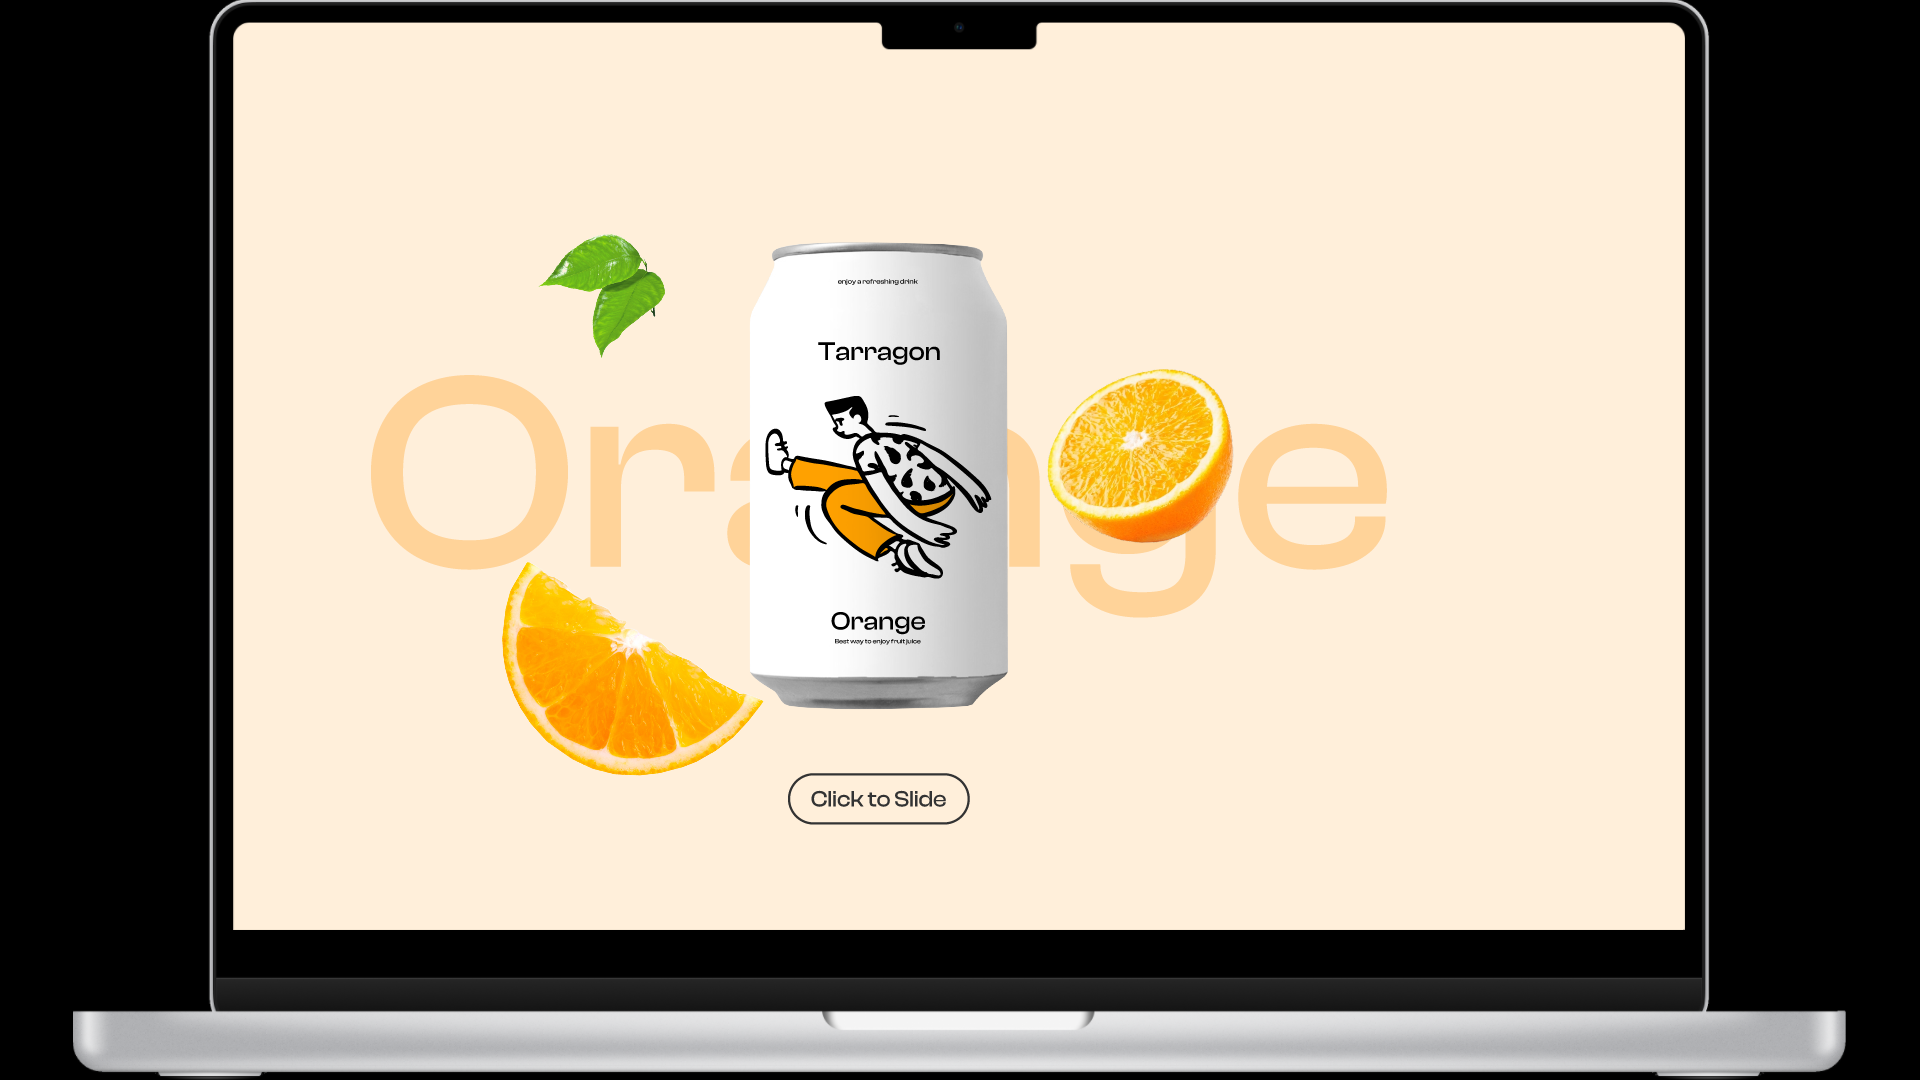 enjoy a refreshing drink
Tarragon
Orange
Orange
Best way to enjoy fruit juice
Click to Slide